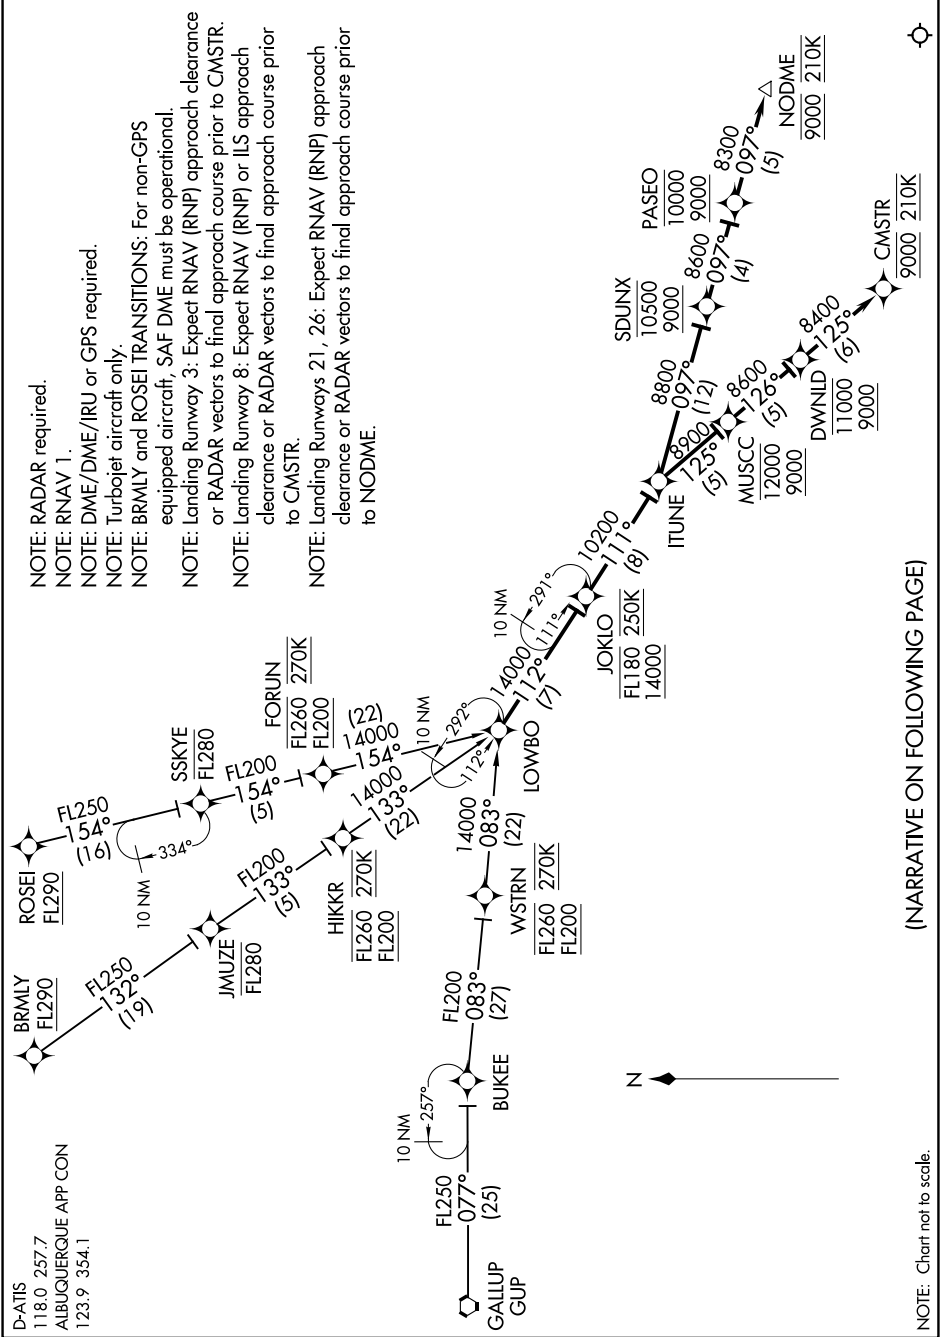 D-ATIS
118.0 257.7
ALBUQUERQUE APP CON
123.9 354.1
NOTE: RADAR required.
NOTE: RNAV 1.
NOTE: DME/DME/IRU or GPS required.
NOTE: Turbojet aircraft only.
NOTE: BRMLY and ROSEI TRANSITIONS: For non-GPS
equipped aircraft, SAF DME must be operational.
NOTE: Landing Runway 3: Expect RNAV (RNP) approach clearance
or RADAR vectors to final approach course prior to CMSTR.
NOTE: Landing Runway 8: Expect RNAV (RNP) or ILS approach
clearance or RADAR vectors to final approach course prior
to CMSTR.
NOTE: Landing Runways 21, 26: Expect RNAV (RNP) approach
clearance or RADAR vectors to final approach course prior
to NODME.
BRMLY
FL290
FL250
132°
(19)
JMUZE
FL280
FL200
133°
(5)
HIKKR
FL260 270K
FL200
14000
133°
(22)
ROSEI
FL290
FL250
154°
(16)
10 NM
334°
SSKYE
FL280
FL200
154°
(5)
FORUN
FL260 270K
FL200
(22)
14000
154°
GALLUP
GUP
FL250
077°
(25)
10 NM
257°
BUKEE
FL200
083°
(27)
WSTRN
FL260 270K
FL200
14000
083°
(22)
10 NM
292°
112°
LOWBO
14000
112°
(7)
10 NM
291°
111°
JOKLO
FL180 250K
14000
10200
111°
(8)
ITUNE
8800
097°
(12)
SDUNX
10500
9000
8600
097°
(4)
PASEO
10000
9000
8300
097°
(5)
NODME
9000 210K
8900
125°
(5)
MUSCC
12000
9000
8600
126°
(5)
DWNLD
11000
9000
8400
125°
(6)
CMSTR
9000 210K
N
(NARRATIVE ON FOLLOWING PAGE)
NOTE: Chart not to scale.